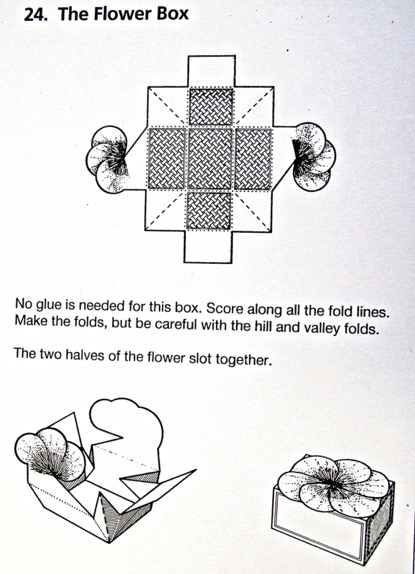 24. The Flower Box
No glue is needed for this box. Score along all the fold lines.
Make the folds, but be careful with the hill and valley folds.
The two halves of the flower slot together.